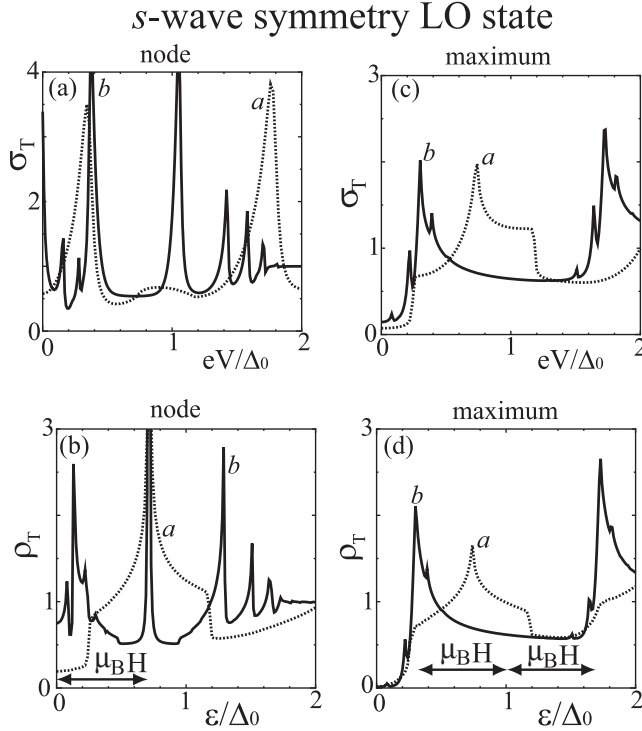 s-wave symmetry LO state
node
maximum
(a)
b
a
σT
4
2
0
0
1
2
eV/Δ0
(c)
b
a
σT
3
1
0
0
1
2
eV/Δ0
node
maximum
(b)
a
b
ρT
3
1
0
μBH
0
1
2
ε/Δ0
(d)
b
a
ρT
3
1
0
μBH
μBH
0
1
2
ε/Δ0